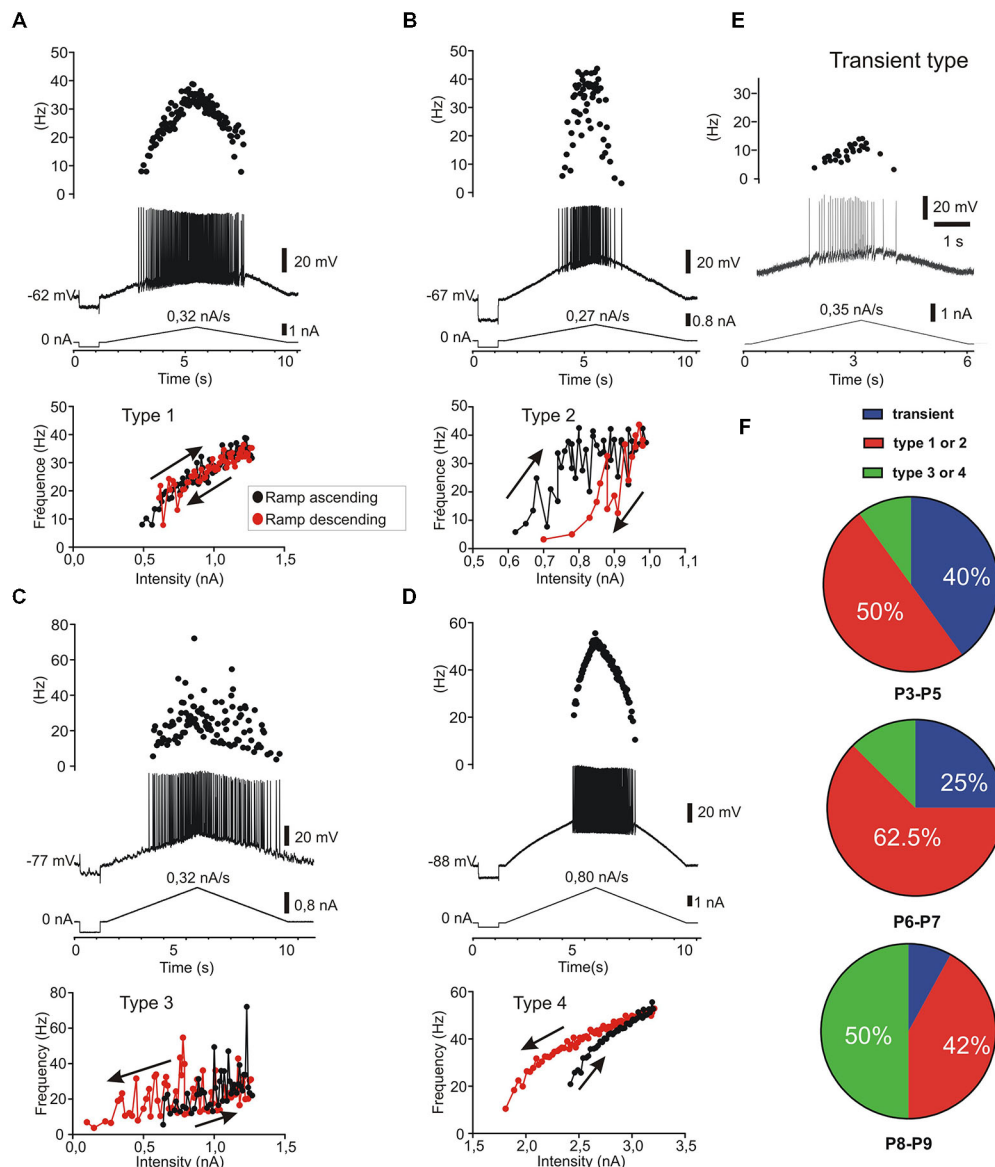 A
50
40
30
20
10
0
(Hz)
20 mV
-62 mV
0,32 nA/s
1 nA
0 nA
0
5
10
Time (s)
Type 1
50
40
30
20
10
0
Fréquence (Hz)
Ramp ascending
Ramp descending
0,0
0,5
1,0
1,5
Intensity (nA)
B
50
40
30
20
10
0
(Hz)
20 mV
-67 mV
0,27 nA/s
0.8 nA
0 nA
0
5
10
Time (s)
Type 2
50
40
30
20
10
0
Fréquence (Hz)
0,5
0,6
0,7
0,8
0,9
1,0
1,1
Intensity (nA)
E
Transient type
30
20
10
0
(Hz)
20 mV
1 s
0,35 nA/s
1 nA
0
3
6
Time (s)
F
transient
type 1 or 2
type 3 or 4
40%
50%
P3-P5
25%
62.5%
P6-P7
50%
42%
P8-P9
C
80
60
40
20
0
(Hz)
20 mV
-77 mV
0,32 nA/s
0,8 nA
0 nA
0
5
10
Time (s)
Type 3
80
60
40
20
0
Frequency (Hz)
0,0
0,5
1,0
1,5
Intensity (nA)
D
60
40
20
0
(Hz)
20 mV
-88 mV
0,80 nA/s
1 nA
0 nA
0
5
10
Time(s)
Type 4
60
40
20
0
Frequency (Hz)
1,5
2,0
2,5
3,0
3,5
Intensity (nA)